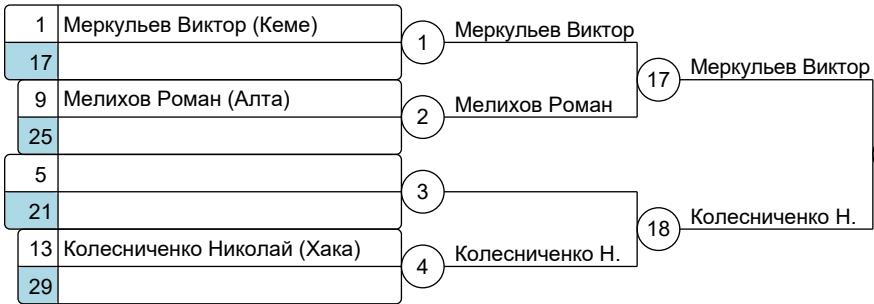 1 Меркульев Виктор (Кеме)
17
9 Мелихов Роман (Алта)
25
5
21
13 Колесниченко Николай (Хака)
29
1 Меркульев Виктор
2 Мелихов Роман
3
4 Колесниченко Н.
17 Меркульев Виктор
18 Колесниченко Н.